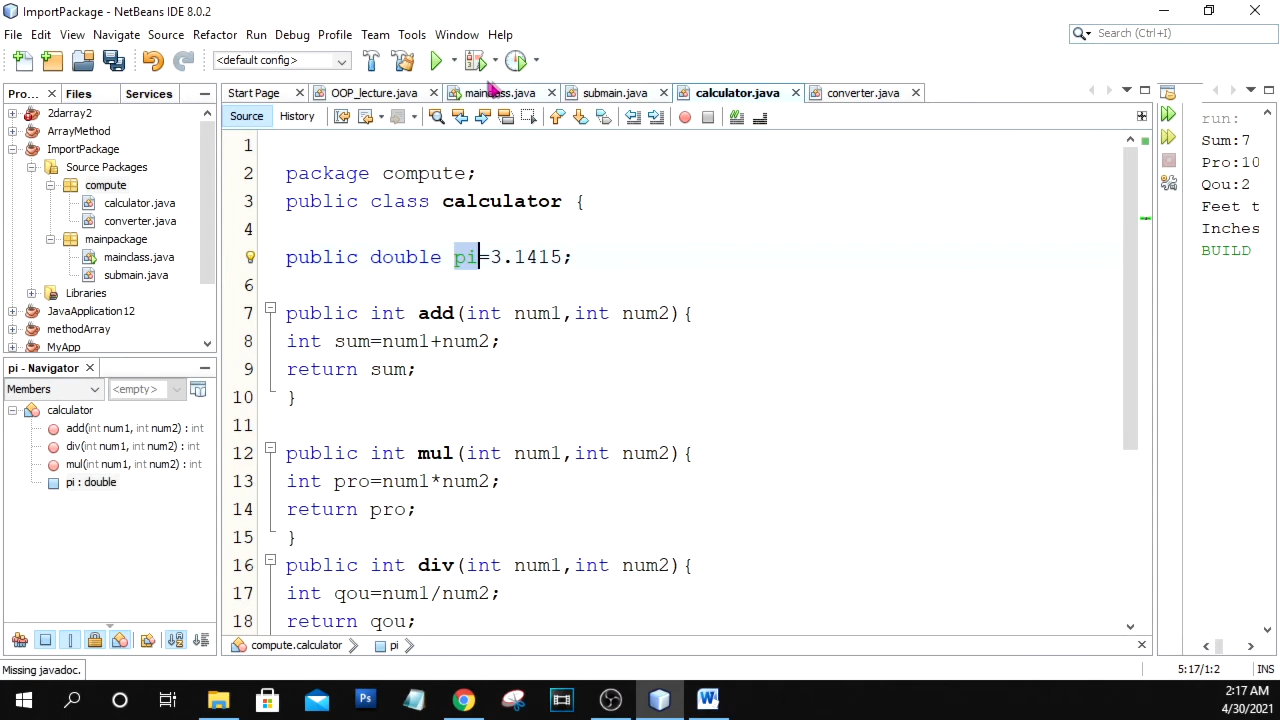 ImportPackage - NetBeans IDE 8.0.2
File Edit View Navigate Source Refactor Run Debug Profile Team Tools Window Help
Search (Ctrl+I)
<default config>
Pro... Files Services
Start Page OOP_lecture.java mainclass.java submain.java calculator.java converter.java
Source History
2darray2
ArrayMethod
ImportPackage
Source Packages
compute
calculator.java
converter.java
mainpackage
mainclass.java
submain.java
Libraries
JavaApplication12
methodArray
MyApp
pi - Navigator
Members <empty>
calculator
add(int num1, int num2) : int
div(int num1, int num2) : int
mul(int num1, int num2) : int
pi : double
1
2 package compute;
3 public class calculator {
4
5 public double pi=3.1415;
6
7 public int add(int num1,int num2){
8 int sum=num1+num2;
9 return sum;
10 }
11
12 public int mul(int num1,int num2){
13 int pro=num1*num2;
14 return pro;
15 }
16 public int div(int num1,int num2){
17 int qou=num1/num2;
18 return qou;
compute.calculator pi
run:
Sum:7
Pro:10
Qou:2
Feet t
Inches
BUILD
Missing javadoc.
5:17/1:2 INS
2:17 AM
4/30/2021